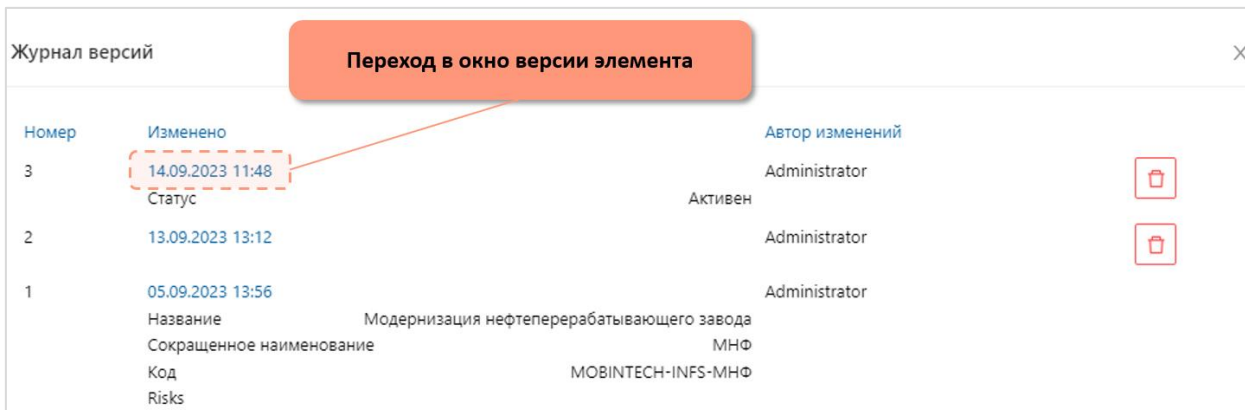 Журнал версий
Переход в окно версии элемента
Номер Изменено Автор изменений
3 14.09.2023 11:48 Administrator
Статус Активен
2 13.09.2023 13:12 Administrator
1 05.09.2023 13:56 Administrator
Название Модернизация нефтеперерабатывающего завода
Сокращенное наименование МНФ
Код MOBINTECH-INFS-МНФ
Risks